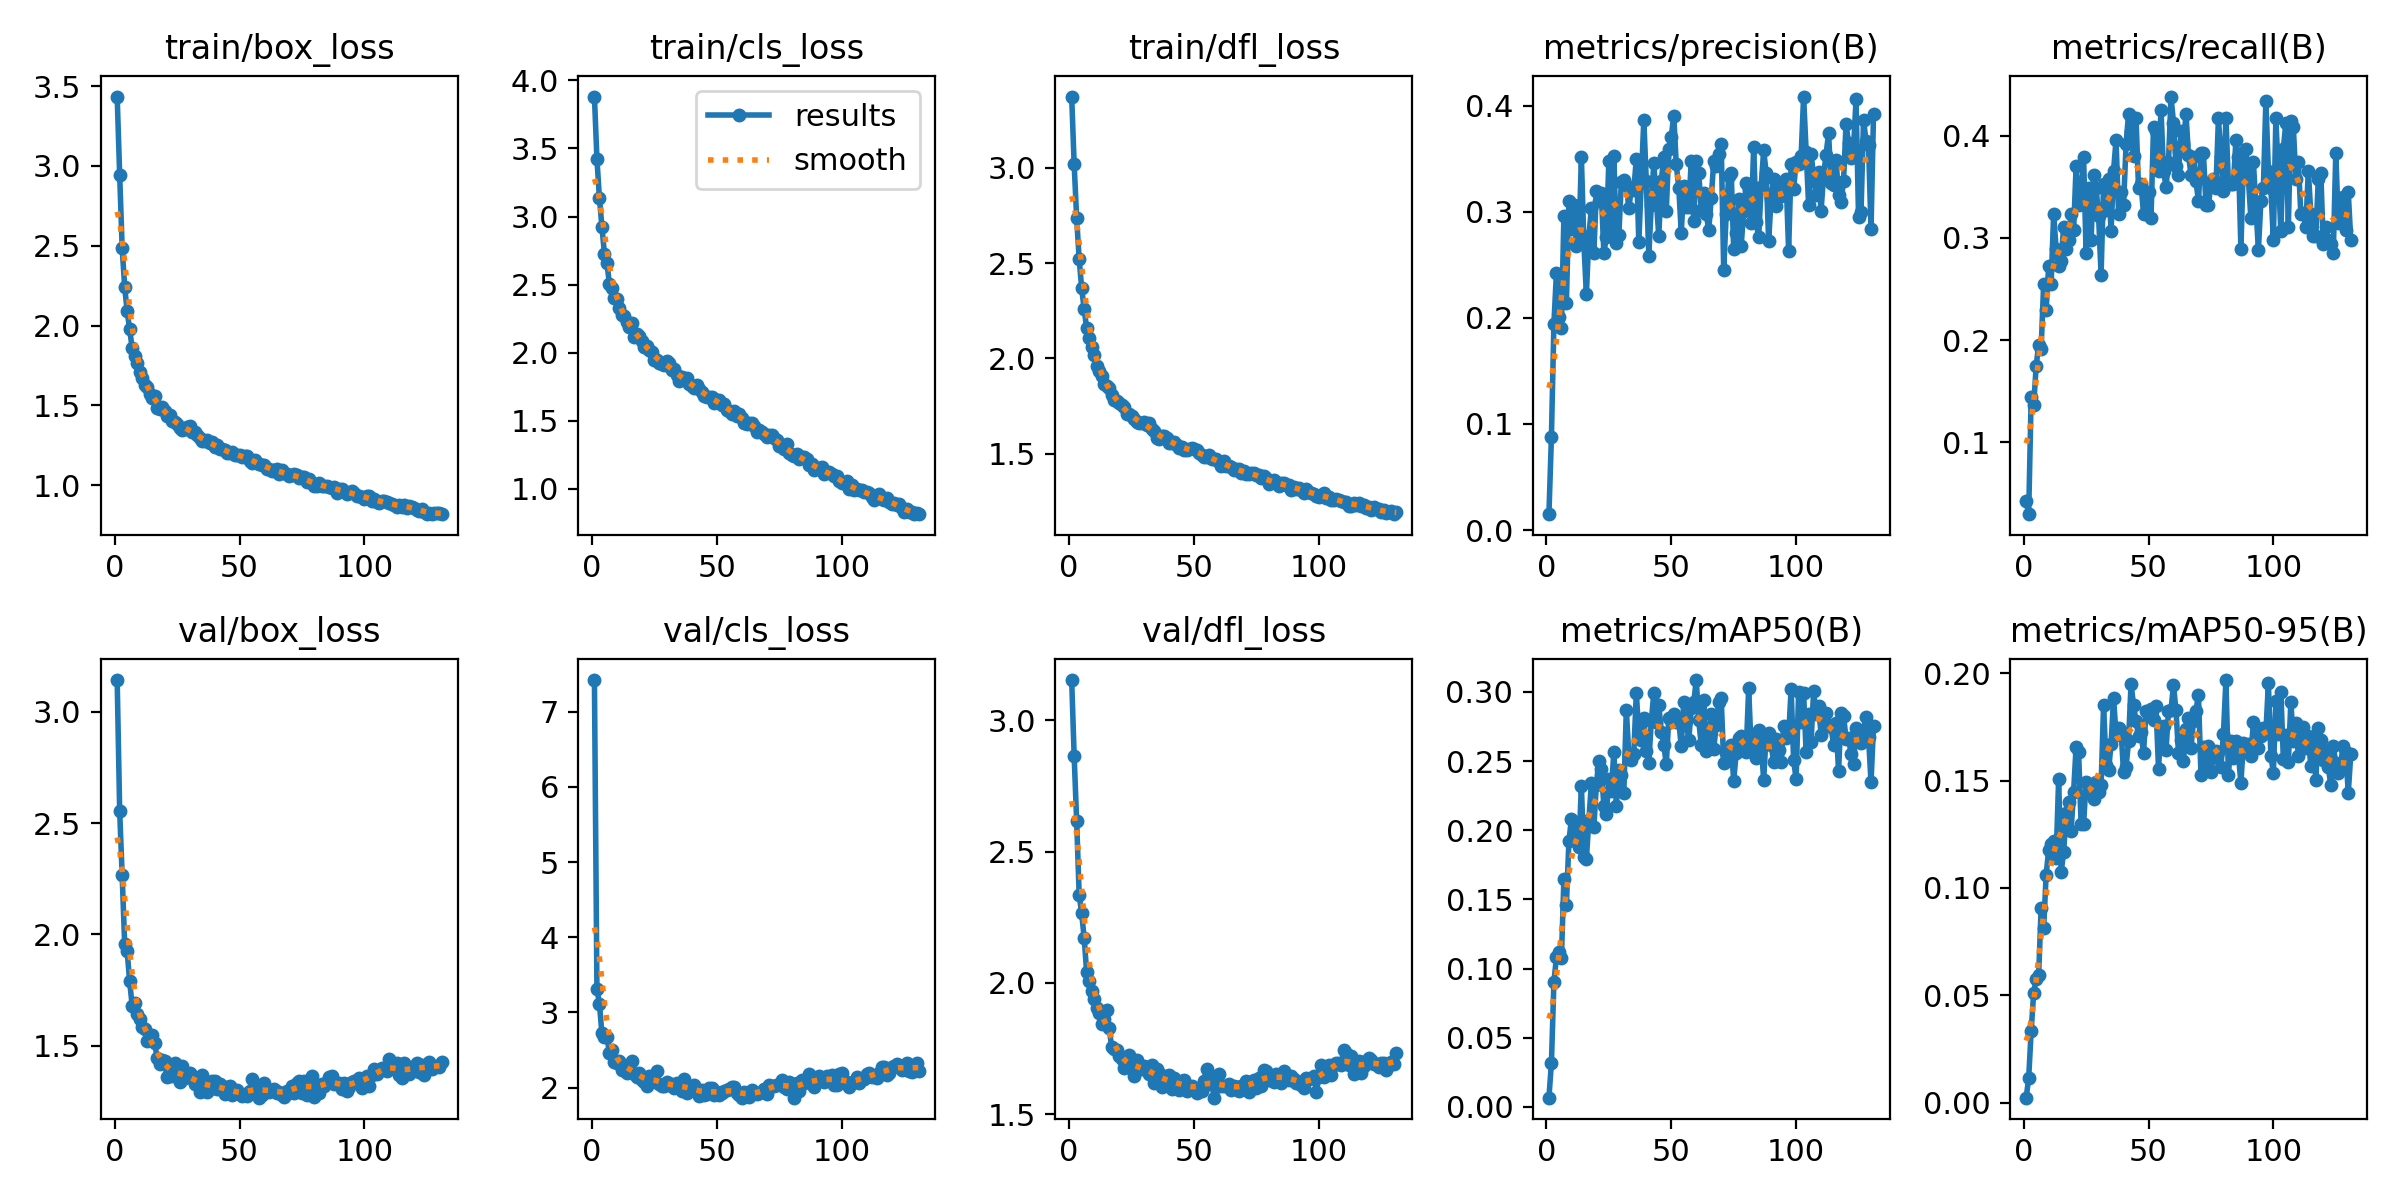 train/box_loss
3.5
3.0
2.5
2.0
1.5
1.0
0 50 100
train/cls_loss
4.0
3.5
3.0
2.5
2.0
1.5
1.0
results
smooth
0 50 100
train/dfl_loss
3.0
2.5
2.0
1.5
0 50 100
metrics/precision(B)
0.4
0.3
0.2
0.1
0.0
0 50 100
metrics/recall(B)
0.4
0.3
0.2
0.1
0 50 100
val/box_loss
3.0
2.5
2.0
1.5
0 50 100
val/cls_loss
7
6
5
4
3
2
0 50 100
val/dfl_loss
3.0
2.5
2.0
1.5
0 50 100
metrics/mAP50(B)
0.30
0.25
0.20
0.15
0.10
0.05
0.00
0 50 100
metrics/mAP50-95(B)
0.20
0.15
0.10
0.05
0.00
0 50 100